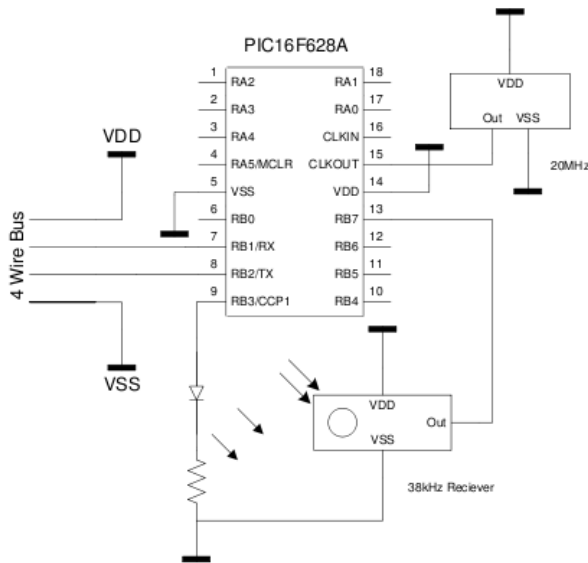 PIC16F628A
1 RA2 RA1 18
2 RA3 RA0 17
3 RA4 CLKIN 16
4 RA5/MCLR CLKOUT 15
5 VSS VDD 14
6 RB0 RB7 13
7 RB1/RX RB6 12
8 RB2/TX RB5 11
9 RB3/CCP1 RB4 10
VDD
4 Wire Bus
VSS
VDD
Out VSS
20MHz
VDD
Out
VSS
38kHz Reciever